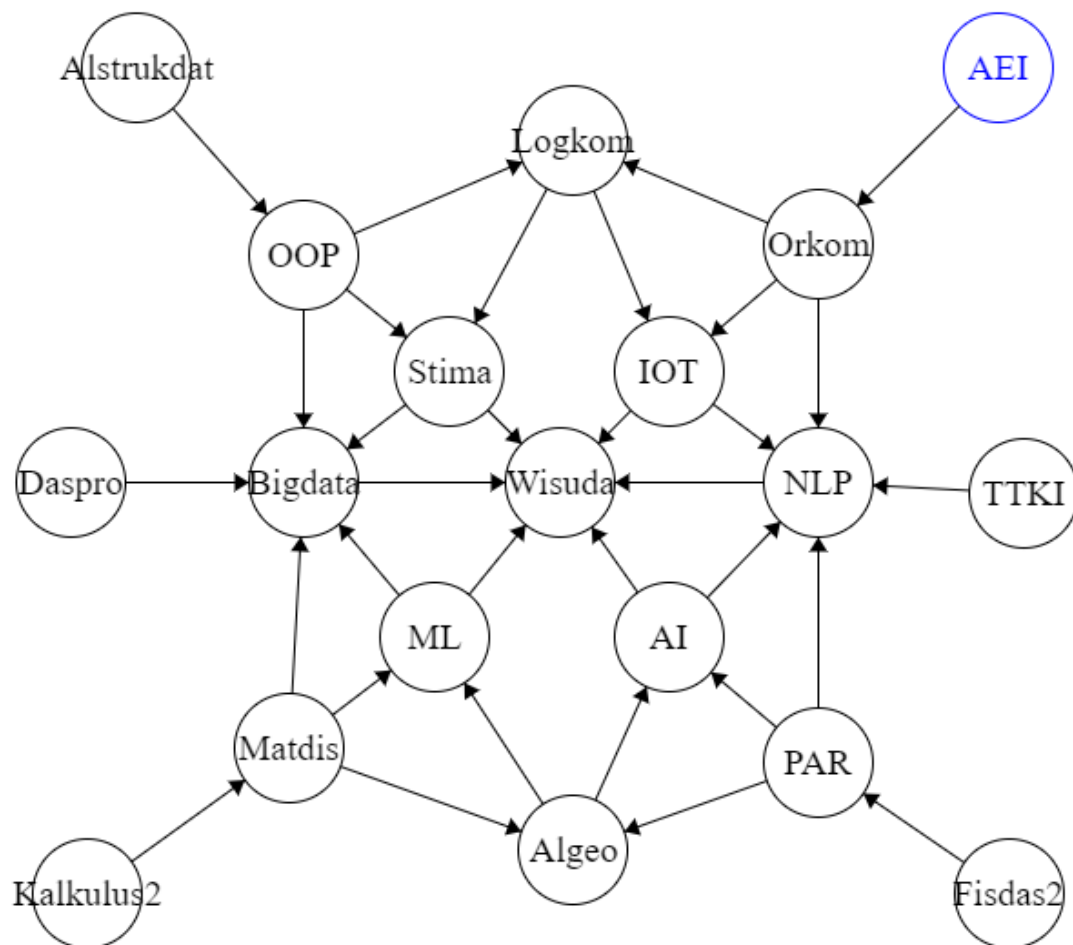 Alstrukdat
AEI
Logkom
OOP
Orkom
Stima
IOT
Daspro
Bigdata
Wisuda
NLP
TTKI
ML
AI
Matdis
PAR
Algeo
Kalkulus2
Fisdas2